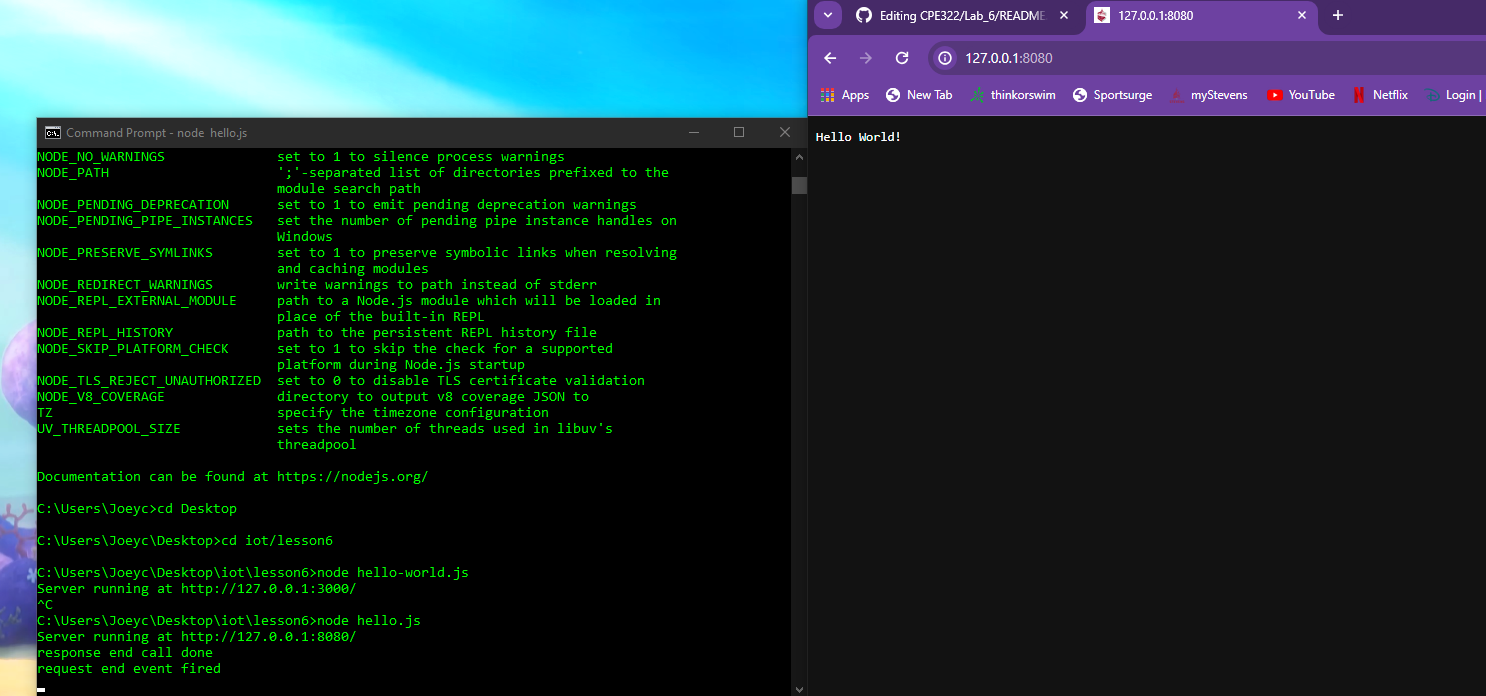 Editing CPE322/Lab_6/README
127.0.0.1:8080
127.0.0.1:8080
Apps New Tab thinkorswim Sportsurge myStevens YouTube Netflix Login |
Hello World!
Command Prompt - node  hello.js
NODE_NO_WARNINGS              set to 1 to silence process warnings
NODE_PATH                     ';'-separated list of directories prefixed to the
                              module search path
NODE_PENDING_DEPRECATION      set to 1 to emit pending deprecation warnings
NODE_PENDING_PIPE_INSTANCES   set the number of pending pipe instance handles on
                              Windows
NODE_PRESERVE_SYMLINKS        set to 1 to preserve symbolic links when resolving
                              and caching modules
NODE_REDIRECT_WARNINGS        write warnings to path instead of stderr
NODE_REPL_EXTERNAL_MODULE     path to a Node.js module which will be loaded in
                              place of the built-in REPL
NODE_REPL_HISTORY             path to the persistent REPL history file
NODE_SKIP_PLATFORM_CHECK      set to 1 to skip the check for a supported
                              platform during Node.js startup
NODE_TLS_REJECT_UNAUTHORIZED  set to 0 to disable TLS certificate validation
NODE_V8_COVERAGE              directory to output v8 coverage JSON to
TZ                            specify the timezone configuration
UV_THREADPOOL_SIZE            sets the number of threads used in libuv's
                              threadpool
Documentation can be found at https://nodejs.org/
C:\Users\Joeyc>cd Desktop
C:\Users\Joeyc\Desktop>cd iot/lesson6
C:\Users\Joeyc\Desktop\iot\lesson6>node hello-world.js
Server running at http://127.0.0.1:3000/
^C
C:\Users\Joeyc\Desktop\iot\lesson6>node hello.js
Server running at http://127.0.0.1:8080/
response end call done
request end event fired